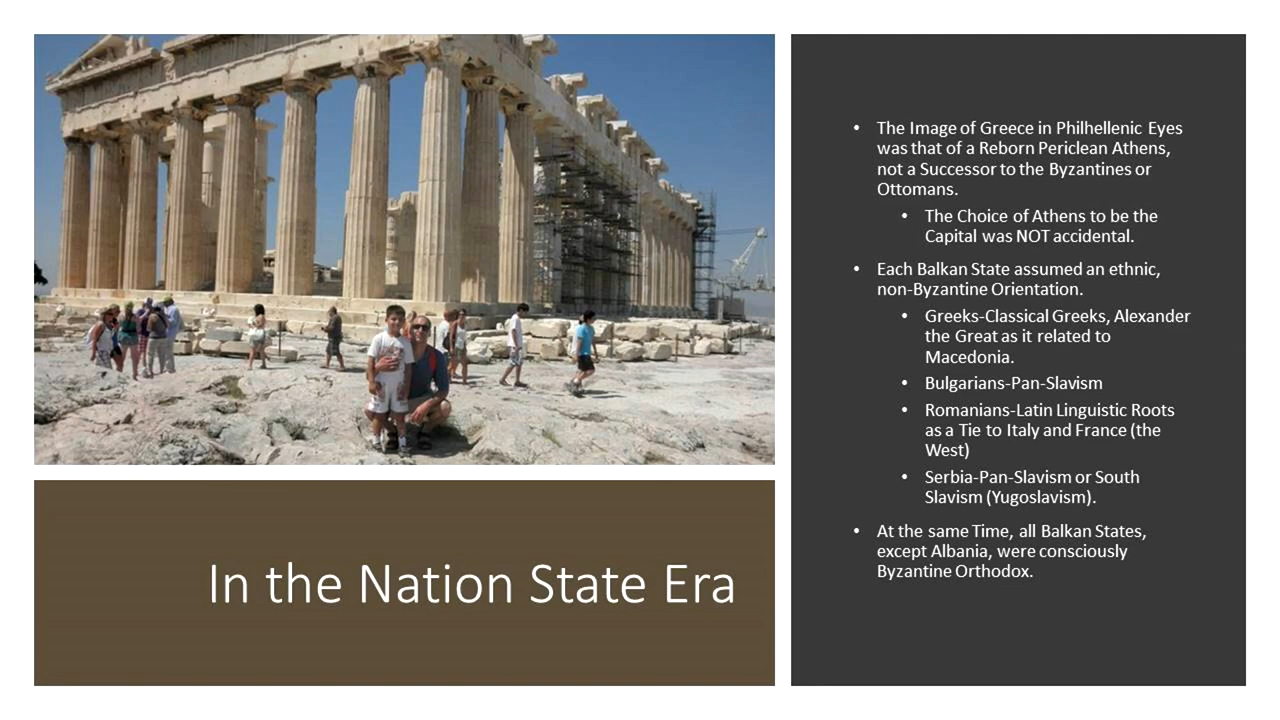 • The Image of Greece in Philhellenic Eyes
was that of a Reborn Periclean Athens,
not a Successor to the Byzantines or
Ottomans.
• The Choice of Athens to be the
Capital was NOT accidental.
• Each Balkan State assumed an ethnic,
non-Byzantine Orientation.
• Greeks-Classical Greeks, Alexander
the Great as it related to
Macedonia.
• Bulgarians-Pan-Slavism
• Romanians-Latin Linguistic Roots
as a Tie to Italy and France (the
West)
• Serbia-Pan-Slavism or South
Slavism (Yugoslavism).
• At the same Time, all Balkan States,
except Albania, were consciously
Byzantine Orthodox.
In the Nation State Era